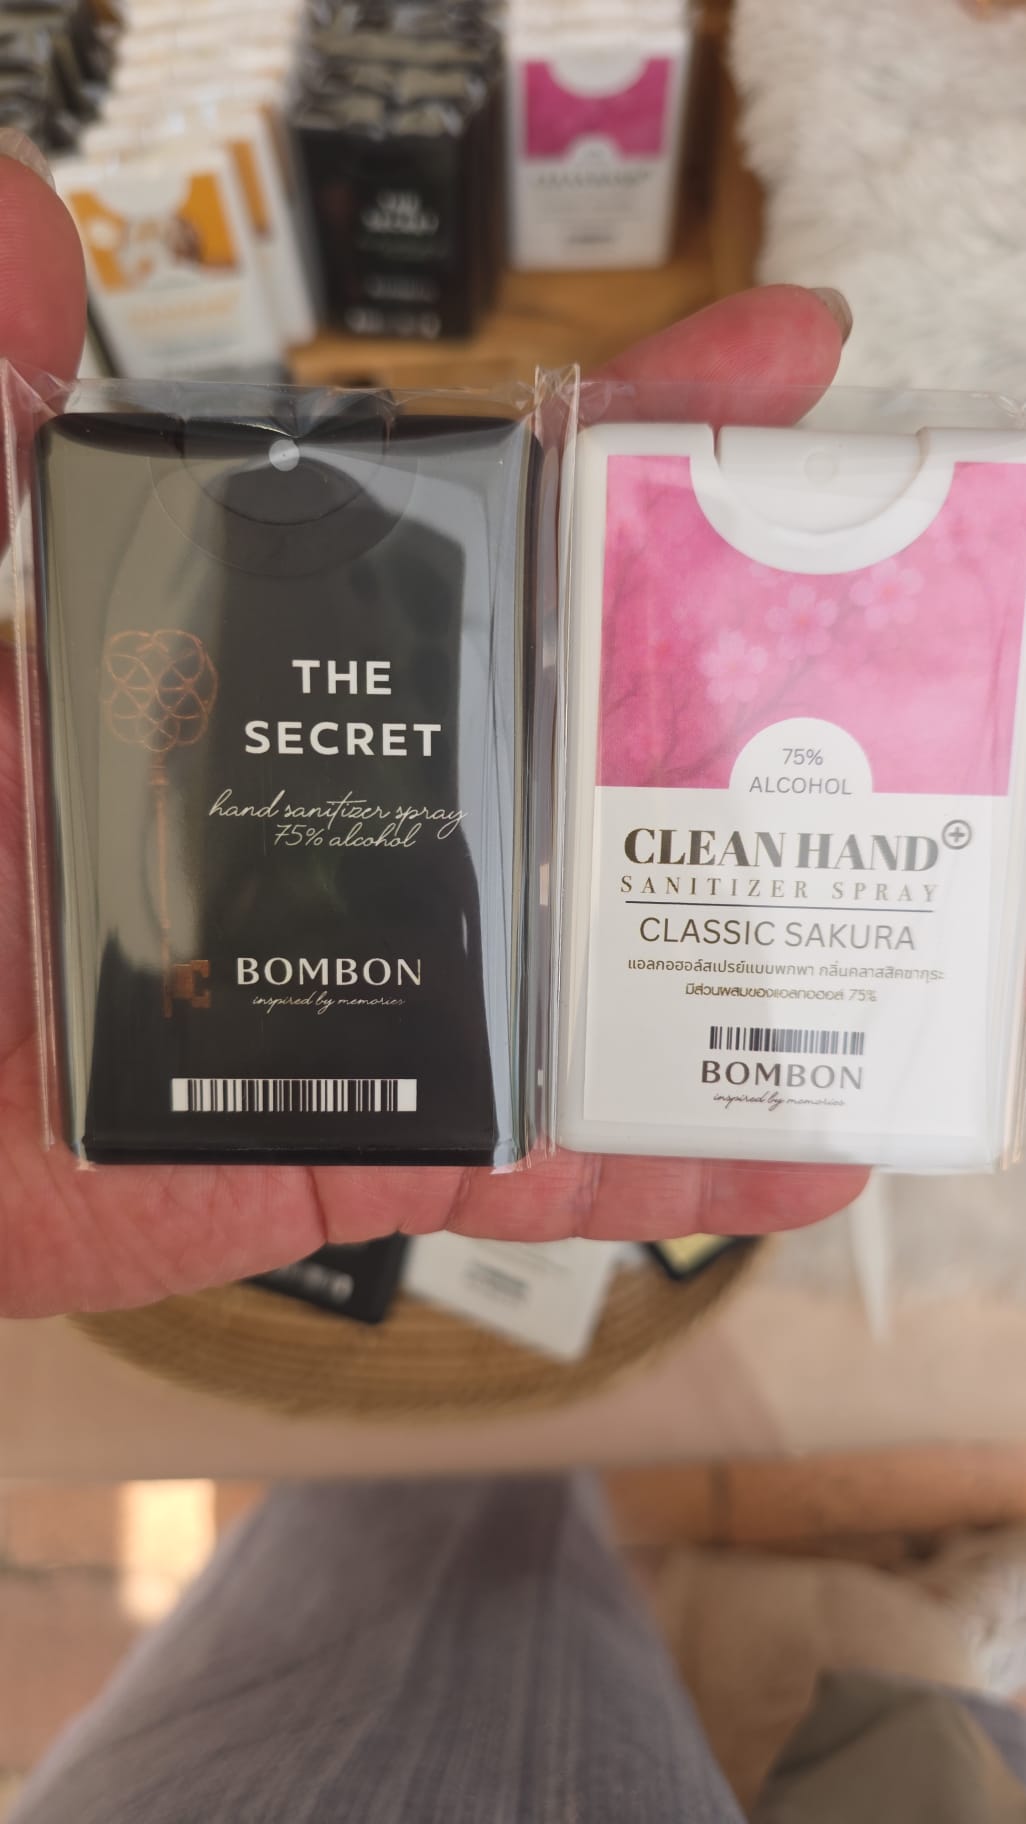 THE
SECRET
THE
SECRET
hand sanitizer spray
75% alcohol
BOMBON
inspired by memories
75%
ALCOHOL
CLEAN HAND
SANITIZER SPRAY
CLASSIC SAKURA
แอลกอฮอล์สเปรย์แบบพกพา กลิ่นคลาสสิคซากุระ
มีส่วนผสมของแอลกอฮอล์ 75%
BOMBON
inspired by memories